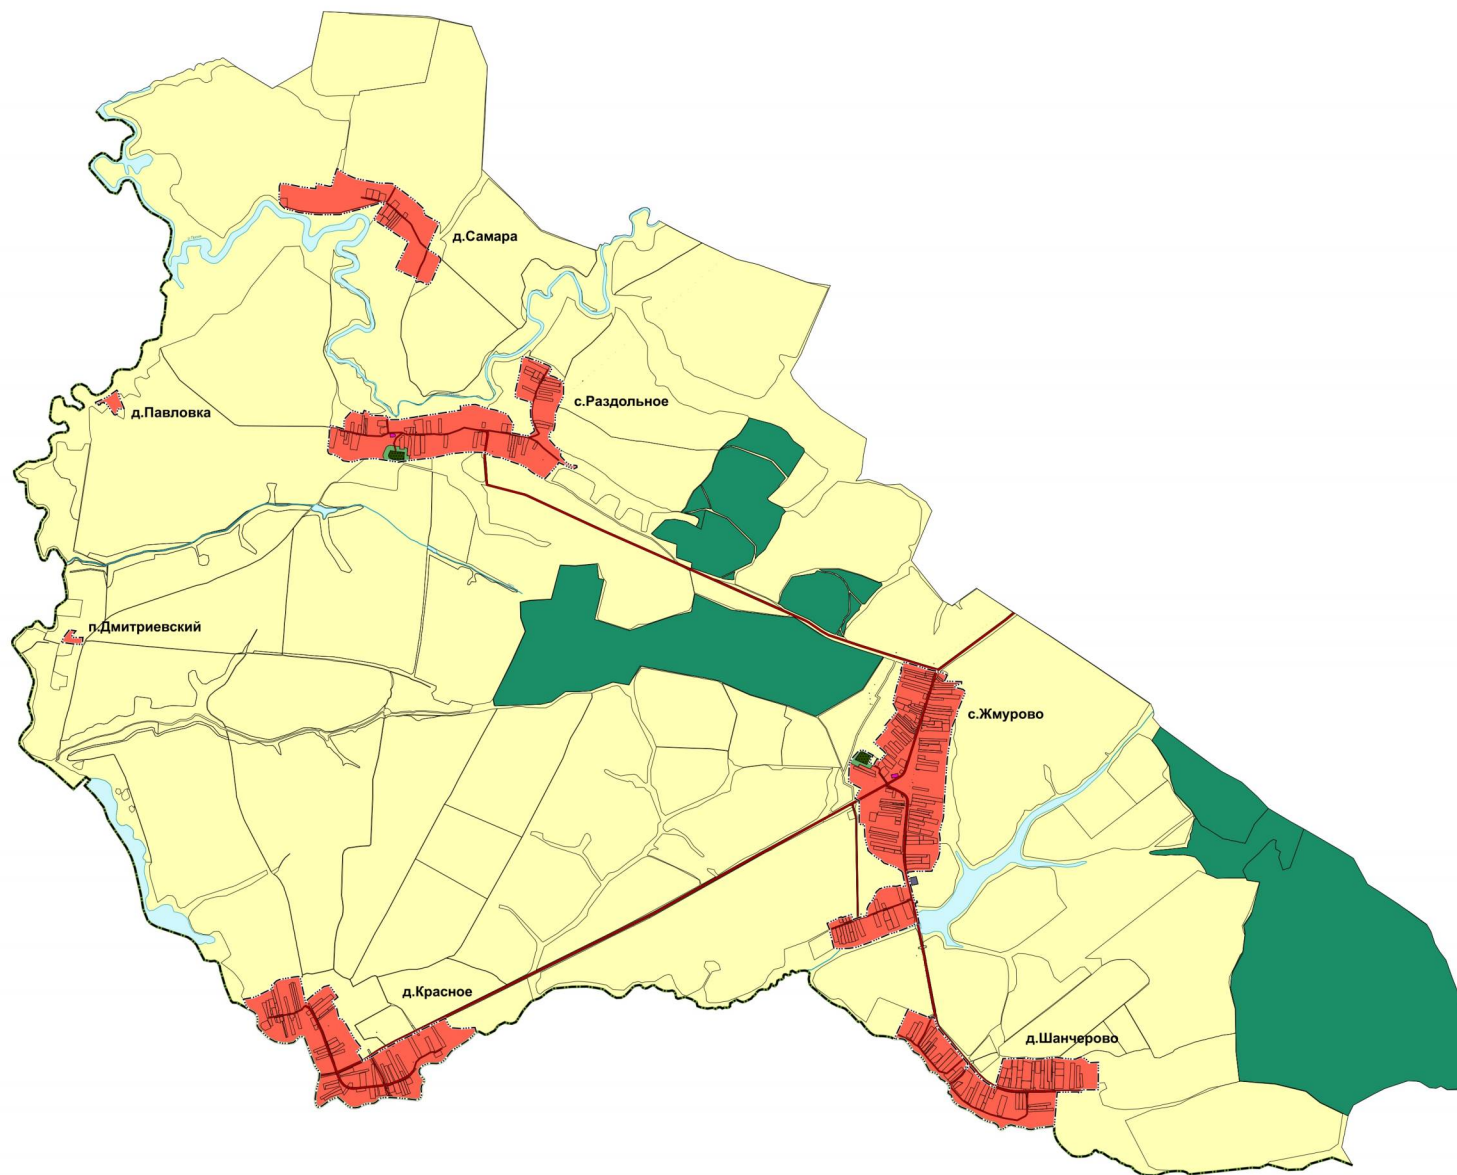 д.Самара
с.Раздольное
д.Павловка
п.Дмитриевский
с.Жмурово
д.Красное
д.Шанчерово